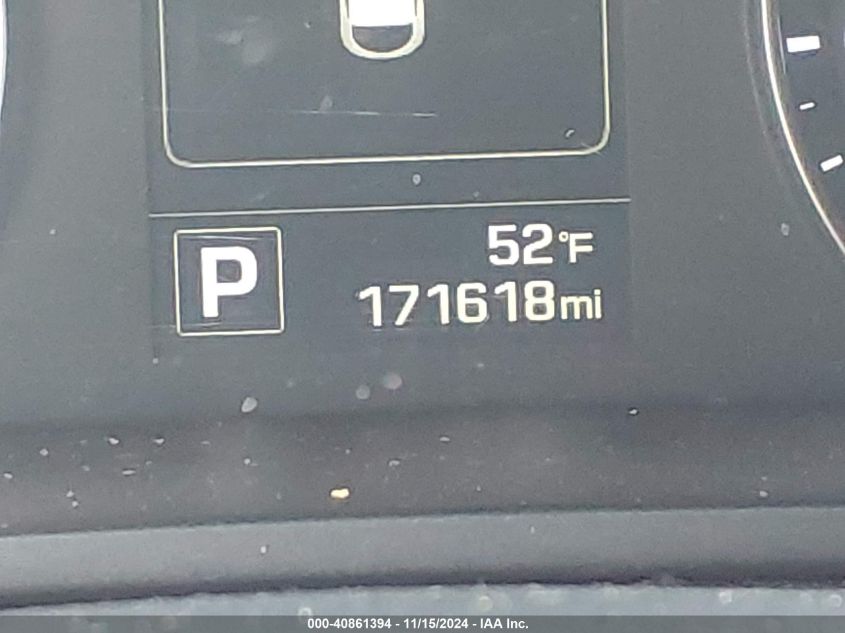 52°F
P
171618mi
000-40861394 - 11/15/2024 - IAA Inc.